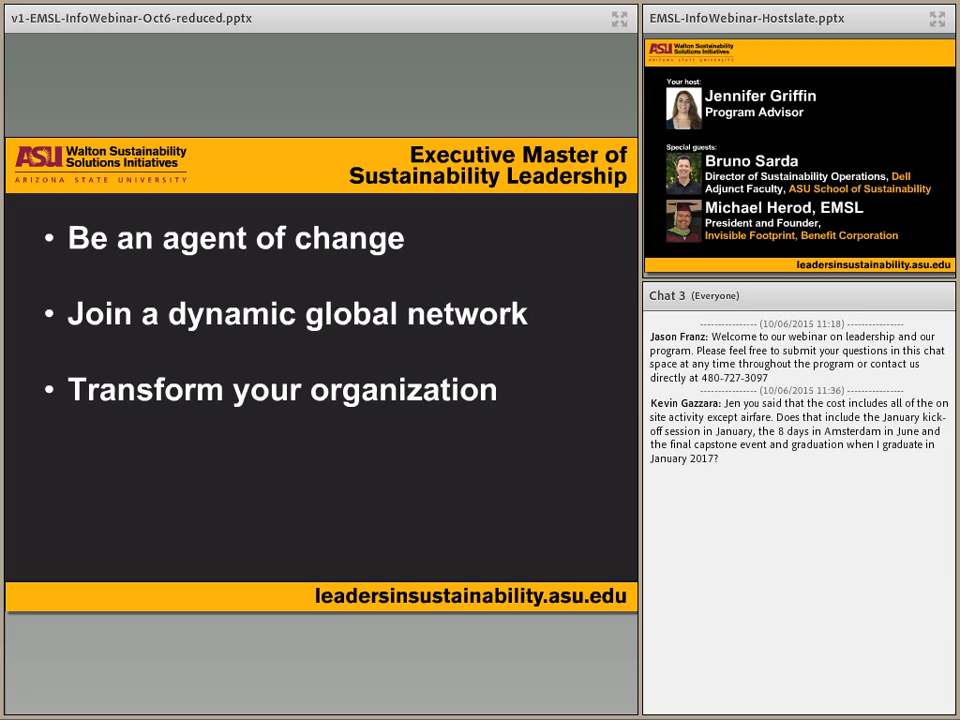 v1-EMSL-InfoWebinar-Oct6-reduced.pptx
ASU Walton Sustainability
Solutions Initiatives
ARIZONA STATE UNIVERSITY
Executive Master of
Sustainability Leadership
• Be an agent of change
• Join a dynamic global network
• Transform your organization
leadersinsustainability.asu.edu
EMSL-InfoWebinar-Hostslate.pptx
ASU Walton Sustainability
Solutions Initiatives
ARIZONA STATE UNIVERSITY
Your host:
Jennifer Griffin
Program Advisor
Special guests:
Bruno Sarda
Director of Sustainability Operations, Dell
Adjunct Faculty, ASU School of Sustainability
Michael Herod, EMSL
President and Founder,
Invisible Footprint, Benefit Corporation
leadersinsustainability.asu.edu
Chat 3 (Everyone)
---------------- (10/06/2015 11:18) ----------------
Jason Franz: Welcome to our webinar on leadership and our
program. Please feel free to submit your questions in this chat
space at any time throughout the program or contact us
directly at 480-727-3097
---------------- (10/06/2015 11:36) ----------------
Kevin Gazzara: Jen you said that the cost includes all of the on
site activity except airfare. Does that include the January kick-
off session in January, the 8 days in Amsterdam in June and
the final capstone event and graduation when I graduate in
January 2017?